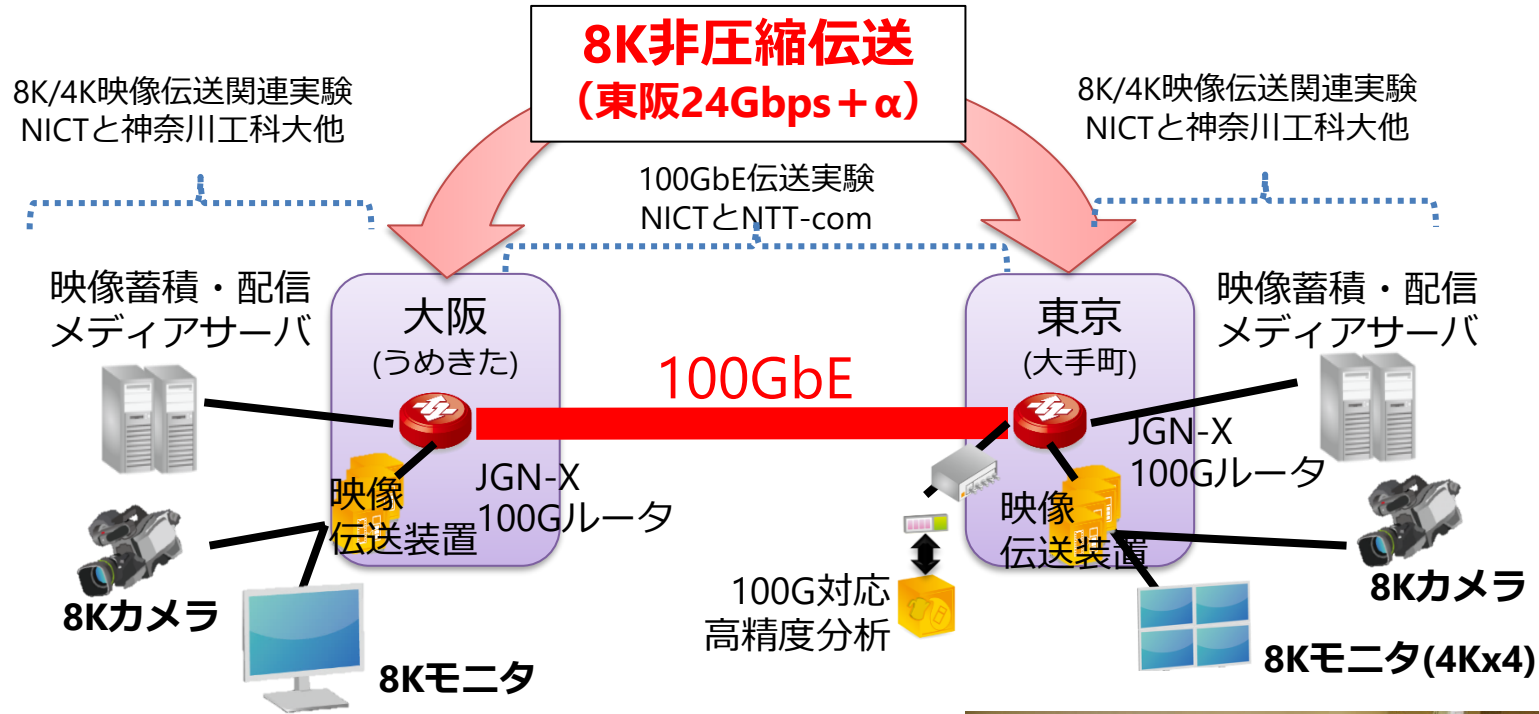 8K非圧縮伝送
（東阪24Gbps＋α）
8K/4K映像伝送関連実験
NICTと神奈川工科大他
8K/4K映像伝送関連実験
NICTと神奈川工科大他
100GbE伝送実験
NICTとNTT-com
映像蓄積・配信
メディアサーバ
大阪
(うめきた)
東京
(大手町)
映像蓄積・配信
メディアサーバ
100GbE
JGN-X
100Gルータ
JGN-X
100Gルータ
映像
伝送装置
映像
伝送装置
100G対応
高精度分析
8Kカメラ
8Kモニタ
8Kカメラ
8Kモニタ(4Kx4)